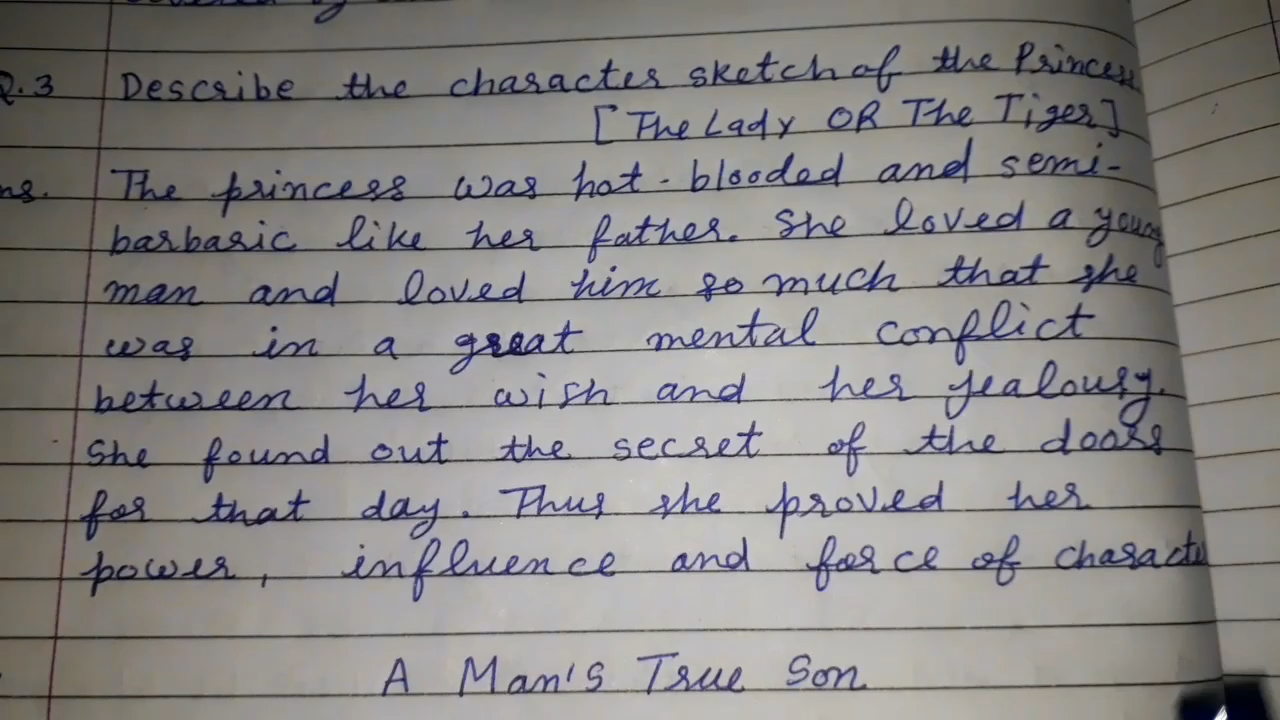 Q.3 Describe the character sketch of the Princess
[The Lady OR The Tiger]
ns. The princess was hot-blooded and semi-
barbaric like her father. She loved a young
man and loved him so much that she
was in a great mental conflict
between her wish and her jealousy.
She found out the secret of the doors
for that day. Thus she proved her
power, influence and force of characte
A Man's True Son